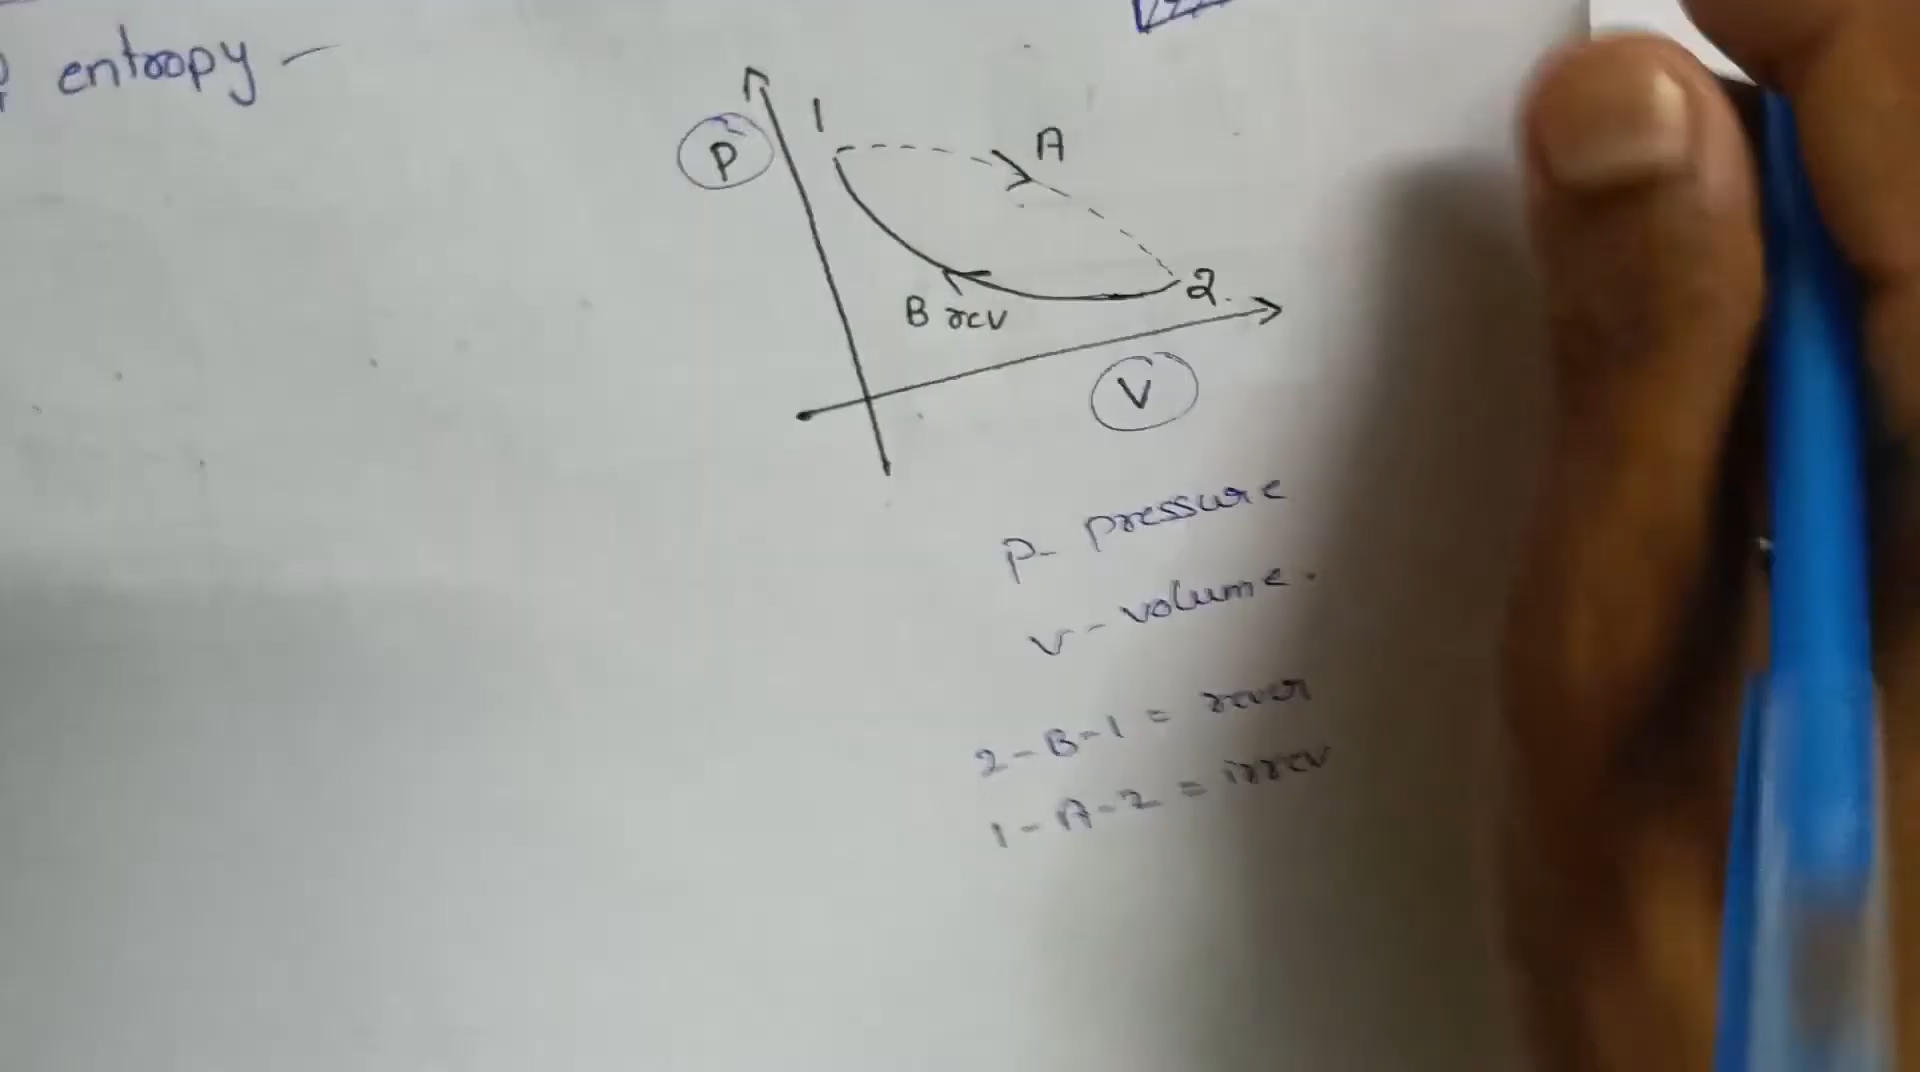 entropy -
1
P
A
2.
B rev
V
P- pressure
V- volume.
2-B-1 = rever
1-A-2 = irrev